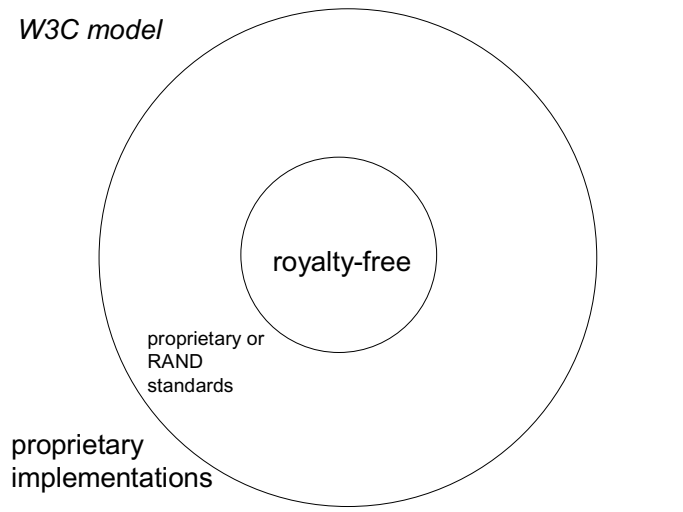 W3C model
royalty-free
proprietary or
RAND
standards
proprietary
implementations